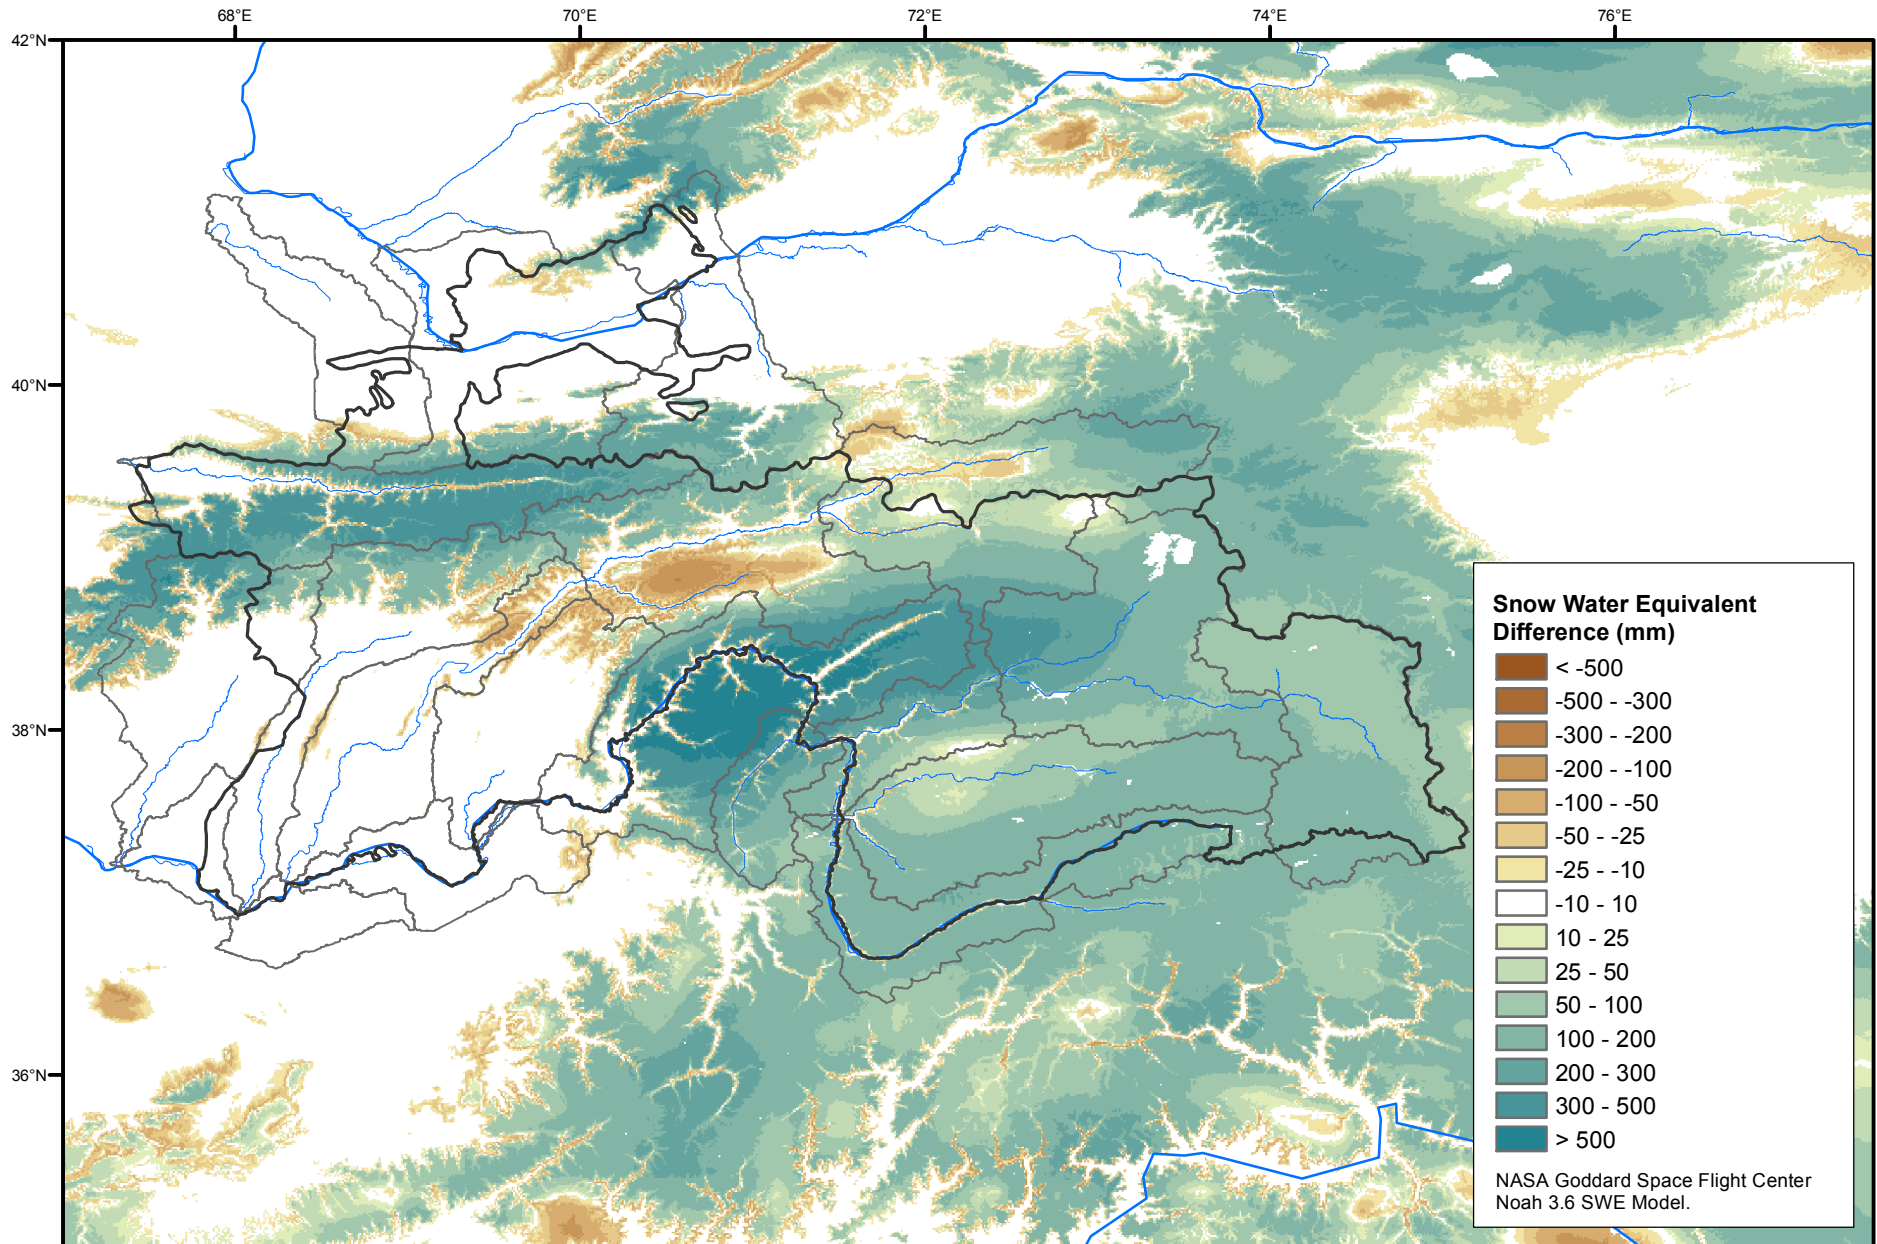 68°E
70°E
72°E
74°E
76°E
42°N
40°N
38°N
36°N
Snow Water Equivalent
Difference (mm)
< -500
-500 - -300
-300 - -200
-200 - -100
-100 - -50
-50 - -25
-25 - -10
-10 - 10
10 - 25
25 - 50
50 - 100
100 - 200
200 - 300
300 - 500
> 500
NASA Goddard Space Flight Center
Noah 3.6 SWE Model.